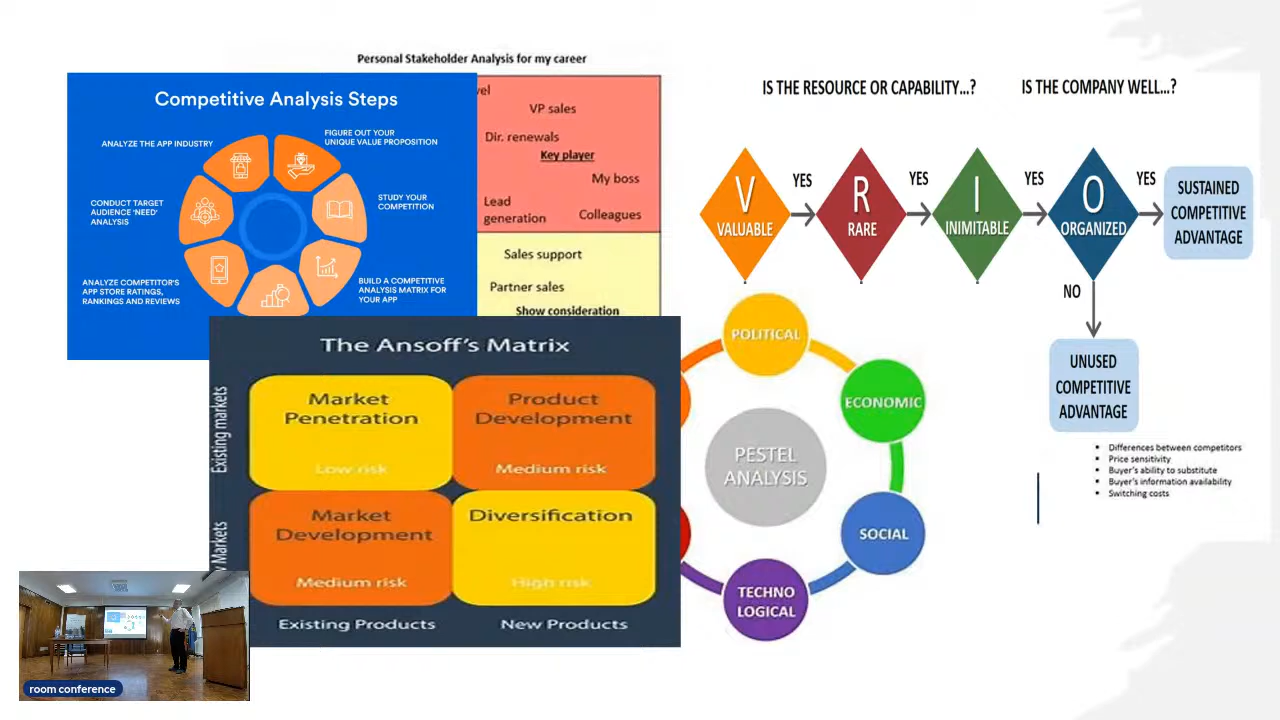 Personal Stakeholder Analysis for my career
Competitive Analysis Steps
ANALYZE THE APP INDUSTRY
FIGURE OUT YOUR
UNIQUE VALUE PROPOSITION
CONDUCT TARGET
AUDIENCE 'NEED'
ANALYSIS
STUDY YOUR
COMPETITION
ANALYZE COMPETITOR'S
APP STORE RATINGS,
RANKINGS AND REVIEWS
BUILD A COMPETITIVE
ANALYSIS MATRIX FOR
YOUR APP
VP sales
Dir. renewals
Key player
My boss
Lead
generation
Colleagues
Sales support
Partner sales
Show consideration
IS THE RESOURCE OR CAPABILITY...?
IS THE COMPANY WELL...?
V
VALUABLE
YES
R
RARE
YES
I
INIMITABLE
YES
O
ORGANIZED
YES
SUSTAINED
COMPETITIVE
ADVANTAGE
NO
UNUSED
COMPETITIVE
ADVANTAGE
Differences between competitors
Price sensitivity
Buyer's ability to substitute
Buyer's information availability
Switching costs
The Ansoff's Matrix
Existing markets
Market
Penetration
Low risk
Product
Development
Medium risk
Markets
Market
Development
Medium risk
Diversification
High risk
Existing Products
New Products
POLITICAL
ECONOMIC
PESTEL
ANALYSIS
SOCIAL
TECHNO
LOGICAL
room conference